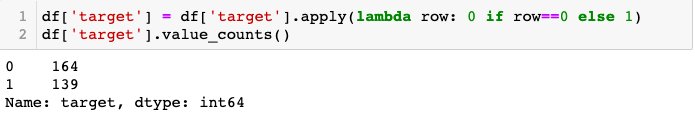 1 df['target'] = df['target'].apply(lambda row: 0 if row==0 else 1)
2 df['target'].value_counts()
0    164
1    139
Name: target, dtype: int64